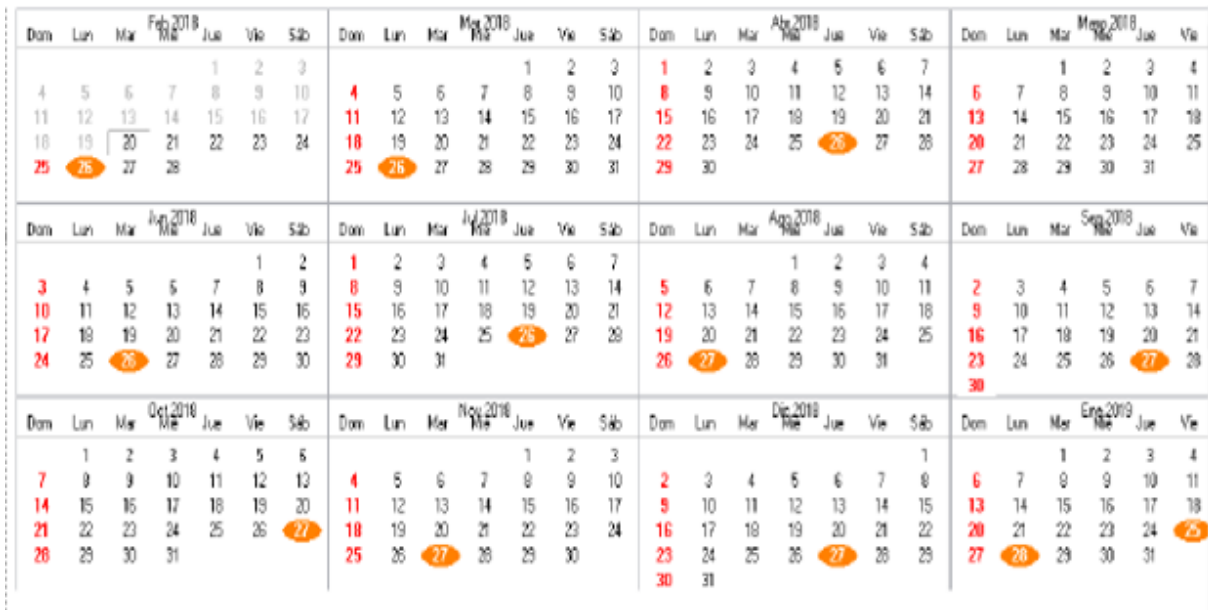 Feb 2018 Mar 2018 Abr 2018 Mayo 2018
Dom Lun Mar Mié Jue Vie Sáb Dom Lun Mar Mié Jue Vie Sáb Dom Lun Mar Mié Jue Vie Sáb Dom Lun Mar Mié Jue Vie
1 2 3 1 2 3 1 2 3 4 5 6 7 1 2 3 4
4 5 6 7 8 9 10 4 5 6 7 8 9 10 8 9 10 11 12 13 14 6 7 8 9 10 11
11 12 13 14 15 16 17 11 12 13 14 15 16 17 15 16 17 18 19 20 21 13 14 15 16 17 18
18 19 20 21 22 23 24 18 19 20 21 22 23 24 22 23 24 25 26 27 28 20 21 22 23 24 25
25 26 27 28 25 26 27 28 29 30 31 29 30 27 28 29 30 31
Jun 2018 Jul 2018 Ago 2018 Sep 2018
Dom Lun Mar Mié Jue Vie Sáb Dom Lun Mar Mié Jue Vie Sáb Dom Lun Mar Mié Jue Vie Sáb Dom Lun Mar Mié Jue Vie
1 2 1 2 3 4 5 6 7 1 2 3 4
3 4 5 6 7 8 9 8 9 10 11 12 13 14 5 6 7 8 9 10 11 2 3 4 5 6 7
10 11 12 13 14 15 16 15 16 17 18 19 20 21 12 13 14 15 16 17 18 9 10 11 12 13 14
17 18 19 20 21 22 23 22 23 24 25 26 27 28 19 20 21 22 23 24 25 16 17 18 19 20 21
24 25 26 27 28 29 30 29 30 31 26 27 28 29 30 31 23 24 25 26 27 28
30
Oct 2018 Nov 2018 Dic 2018 Ene 2019
Dom Lun Mar Mié Jue Vie Sáb Dom Lun Mar Mié Jue Vie Sáb Dom Lun Mar Mié Jue Vie Sáb Dom Lun Mar Mié Jue Vie
1 2 3 4 5 6 1 2 3 1 1 2 3 4
7 8 9 10 11 12 13 4 5 6 7 8 9 10 2 3 4 5 6 7 8 6 7 8 9 10 11
14 15 16 17 18 19 20 11 12 13 14 15 16 17 9 10 11 12 13 14 15 13 14 15 16 17 18
21 22 23 24 25 26 27 18 19 20 21 22 23 24 16 17 18 19 20 21 22 20 21 22 23 24 25
28 29 30 31 25 26 27 28 29 30 23 24 25 26 27 28 29 27 28 29 30 31
30 31